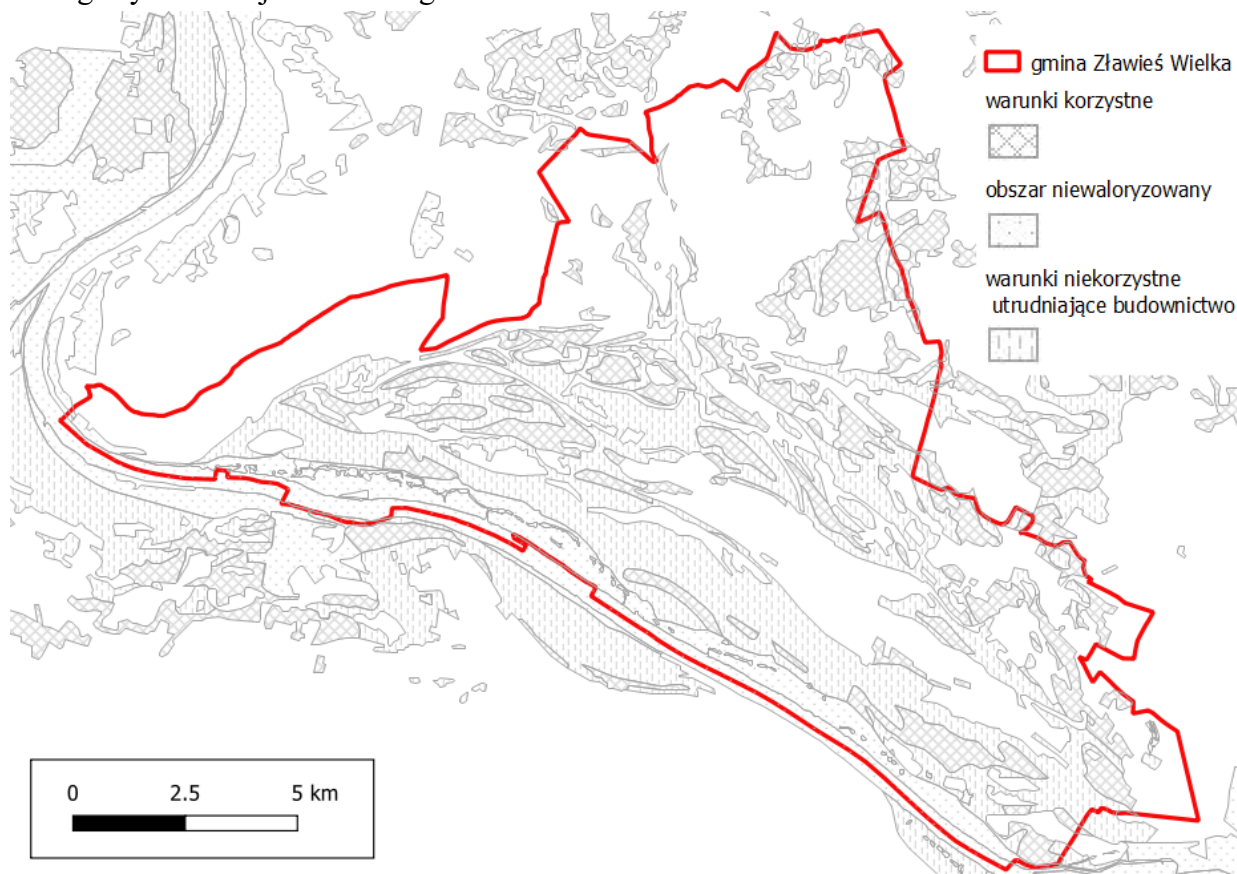 gmina Zławieś Wielka
warunki korzystne
obszar niewaloryzowany
warunki niekorzystne
utrudniające budownictwo
0 2.5 5 km